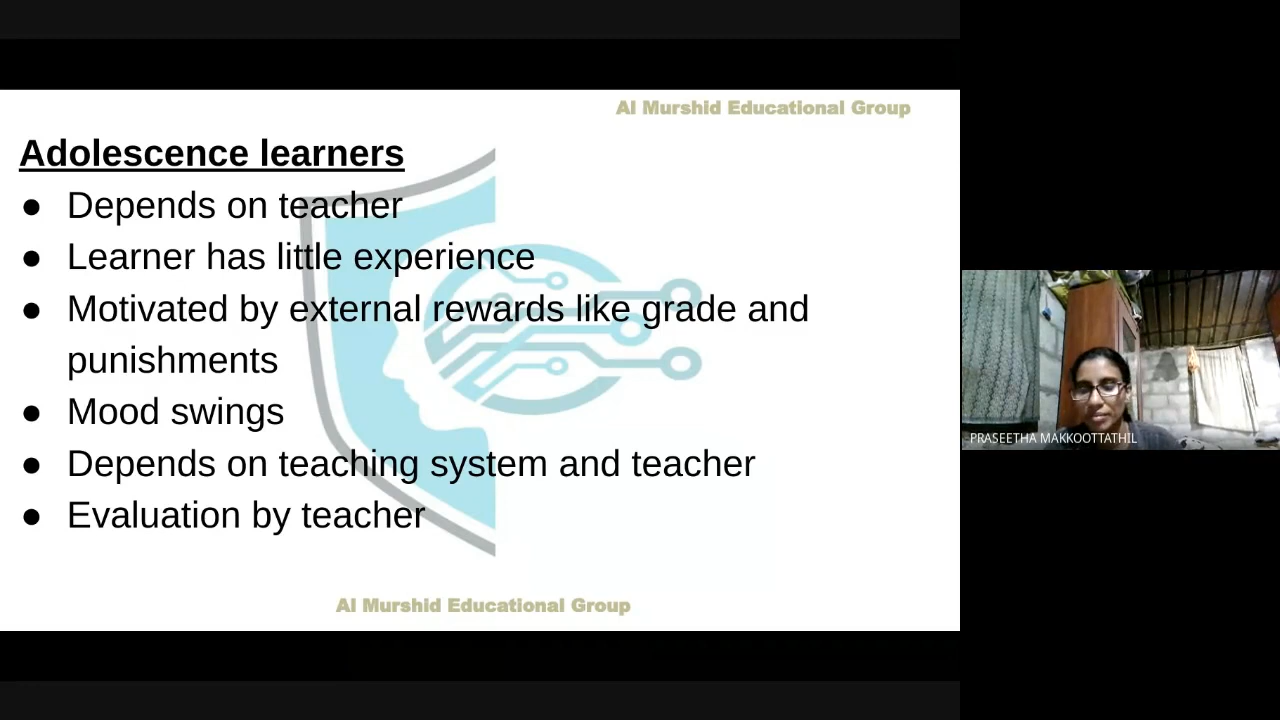 Al Murshid Educational Group
Adolescence learners
● Depends on teacher
● Learner has little experience
● Motivated by external rewards like grade and
punishments
● Mood swings
● Depends on teaching system and teacher
● Evaluation by teacher
Al Murshid Educational Group
PRASEETHA MAKKOOTTATHIL